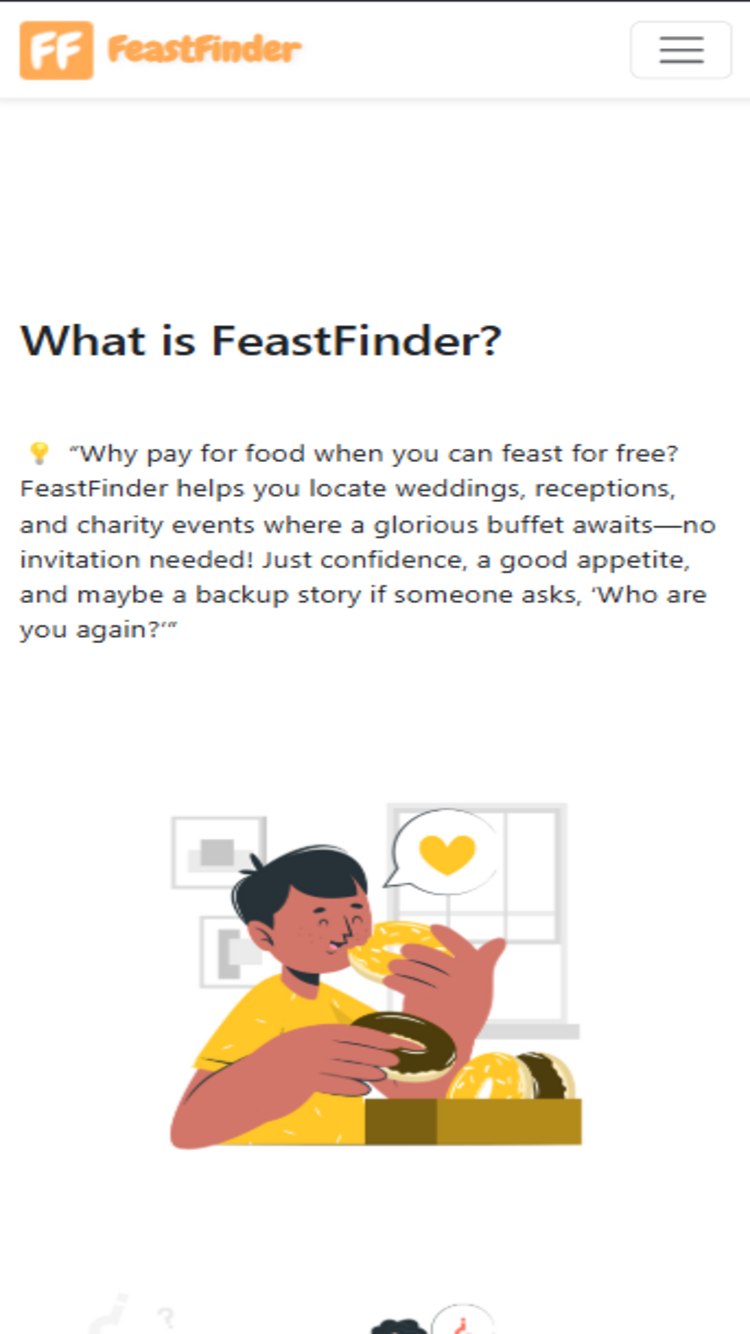 FF FeastFinder
What is FeastFinder?
💡 “Why pay for food when you can feast for free?
FeastFinder helps you locate weddings, receptions,
and charity events where a glorious buffet awaits—no
invitation needed! Just confidence, a good appetite,
and maybe a backup story if someone asks, ‘Who are
you again?’”
? ?
?